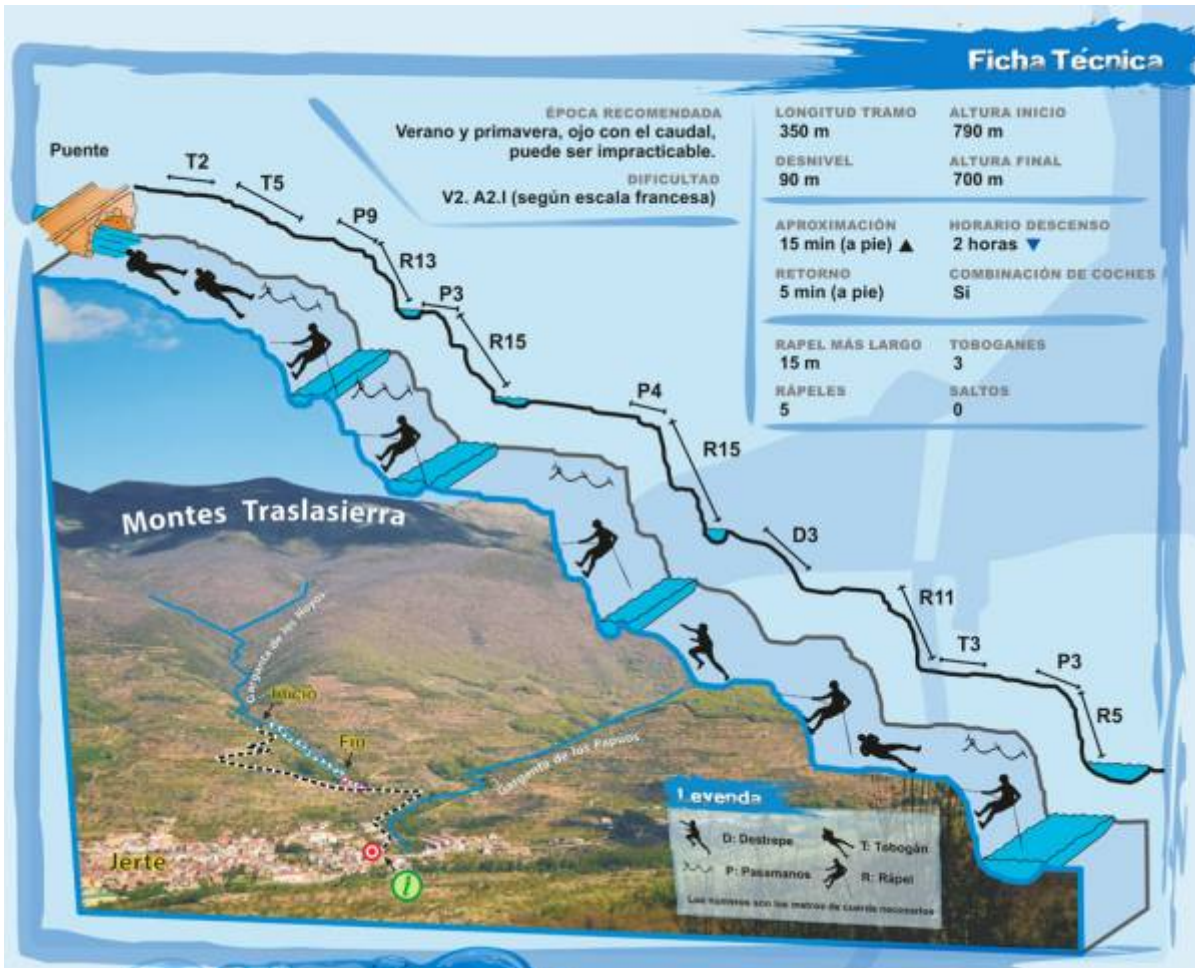 Ficha Técnica
ÉPOCA RECOMENDADA
Verano y primavera, ojo con el caudal,
puede ser impracticable.
DIFICULTAD
V2. A2.I (según escala francesa)
LONGITUD TRAMO
350 m
ALTURA INICIO
790 m
DESNIVEL
90 m
ALTURA FINAL
700 m
APROXIMACIÓN
15 min (a pie) ▲
HORARIO DESCENSO
2 horas ▼
RETORNO
5 min (a pie)
COMBINACIÓN DE COCHES
Si
RAPEL MÁS LARGO
15 m
TOBOGANES
3
RÁPELES
5
SALTOS
0
Puente
T2
T5
P9
R13
P3
R15
P4
R15
D3
R11
T3
P3
R5
Montes Traslasierra
Garganta de los Hoyos
Inicio
Fin
Garganta de los Papúos
Jerte
i
Leyenda
D: Destrepe
T: Tobogán
P: Pasamanos
R: Rápel
Los números son los metros de cuerda necesarios